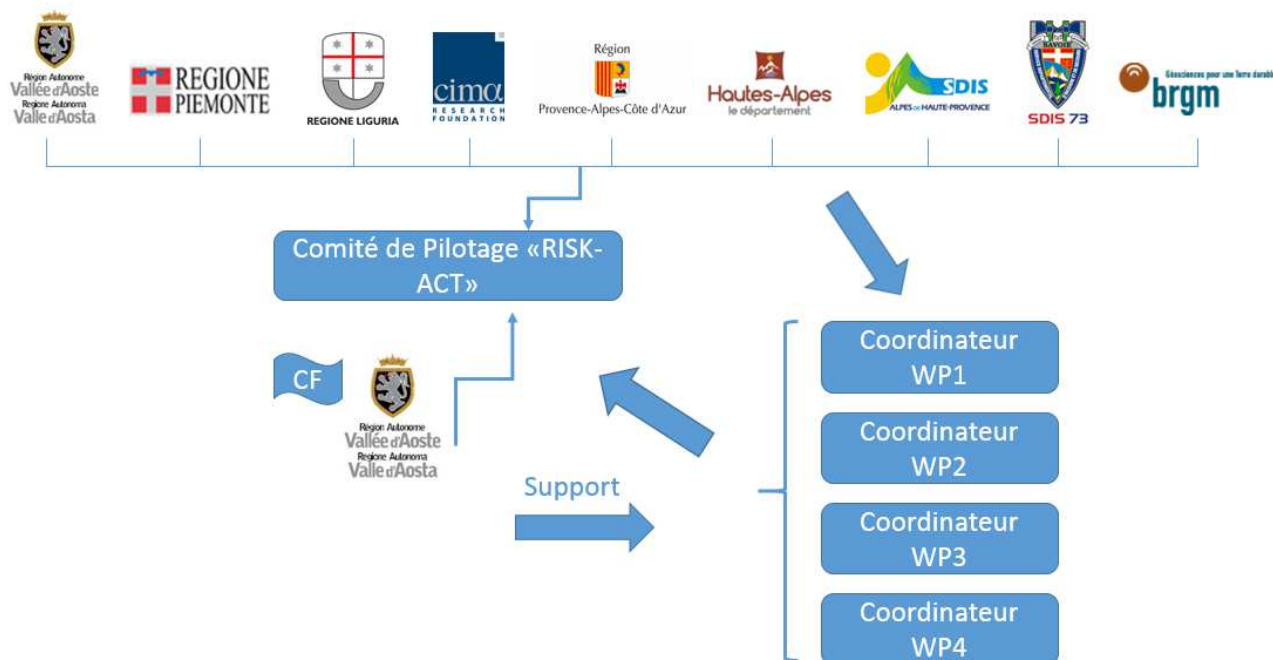 Région Autonome
Vallée d'Aoste
Regione Autonoma
Valle d'Aosta
REGIONE
PIEMONTE
REGIONE LIGURIA
cima
RESEARCH
FOUNDATION
Région
Provence-Alpes-Côte d'Azur
Hautes-Alpes
le département
SDIS
ALPES DE HAUTE-PROVENCE
SAVOIE
SDIS 73
Géosciences pour une Terre durable
brgm
Comité de Pilotage «RISK-
ACT»
CF
Région Autonome
Vallée d'Aoste
Regione Autonoma
Valle d'Aosta
Support
Coordinateur
WP1
Coordinateur
WP2
Coordinateur
WP3
Coordinateur
WP4